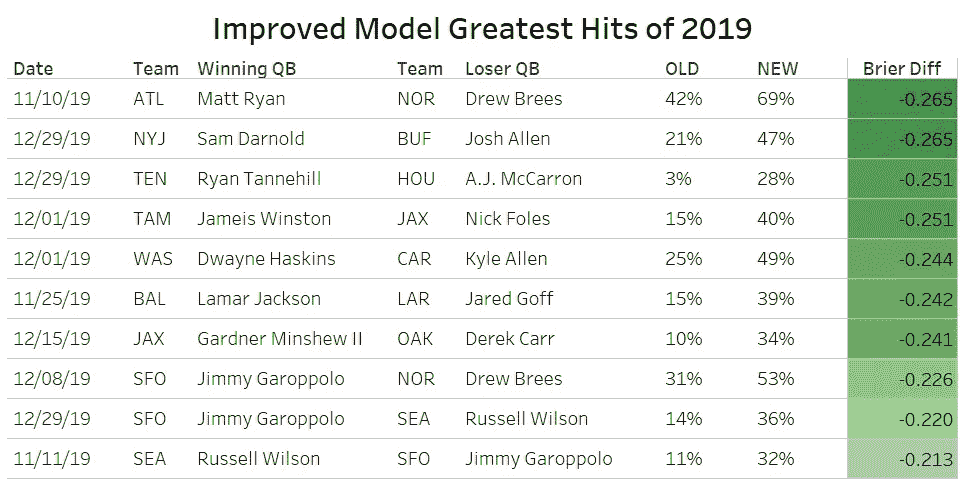 Improved Model Greatest Hits of 2019
Date Team Winning QB Team Loser QB OLD NEW Brier Diff
11/10/19 ATL Matt Ryan NOR Drew Brees 42% 69% -0.265
12/29/19 NYJ Sam Darnold BUF Josh Allen 21% 47% -0.265
12/29/19 TEN Ryan Tannehill HOU A.J. McCarron 3% 28% -0.251
12/01/19 TAM Jameis Winston JAX Nick Foles 15% 40% -0.251
12/01/19 WAS Dwayne Haskins CAR Kyle Allen 25% 49% -0.244
11/25/19 BAL Lamar Jackson LAR Jared Goff 15% 39% -0.242
12/15/19 JAX Gardner Minshew II OAK Derek Carr 10% 34% -0.241
12/08/19 SFO Jimmy Garoppolo NOR Drew Brees 31% 53% -0.226
12/29/19 SFO Jimmy Garoppolo SEA Russell Wilson 14% 36% -0.220
11/11/19 SEA Russell Wilson SFO Jimmy Garoppolo 11% 32% -0.213